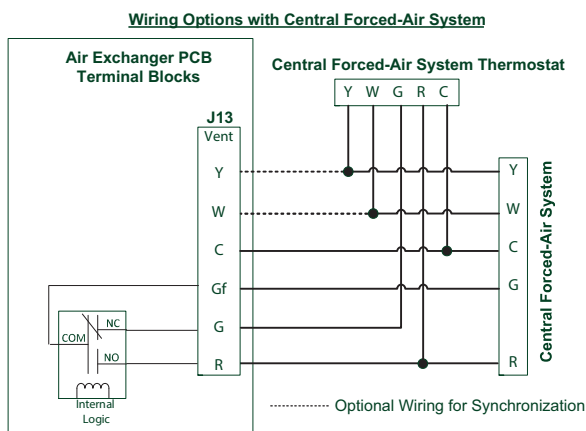 Wiring Options with Central Forced-Air System
Air Exchanger PCB
Terminal Blocks
Central Forced-Air System Thermostat
Y W G R C
J13
Vent
Y
W
C
Gf
G
R
Y
W
C
G
R
Central Forced-Air System
NC
COM
NO
Internal
Logic
Optional Wiring for Synchronization